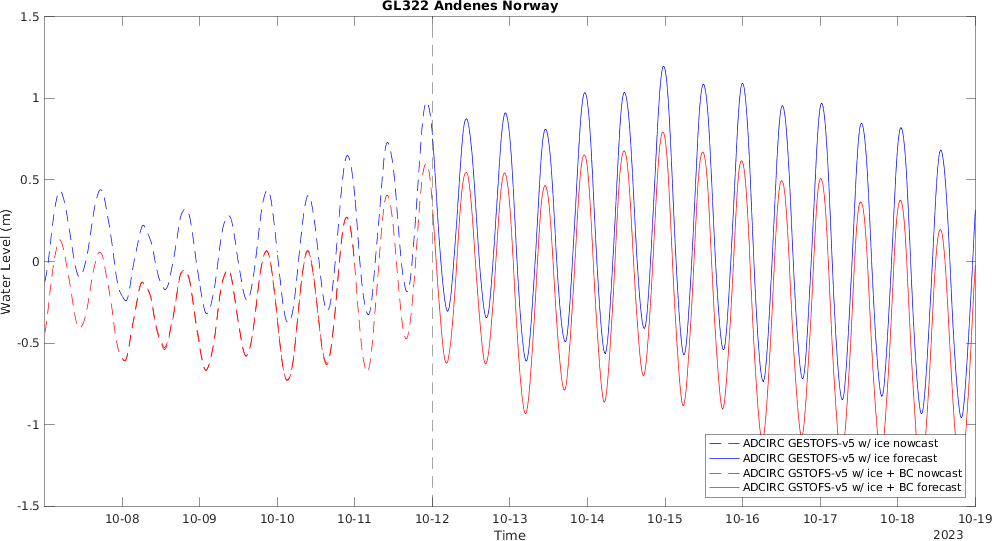 GL322 Andenes Norway
1.5
1
0.5
0
-0.5
-1
-1.5
Water Level (m)
ADCIRC GESTOFS-v5 w/ ice nowcast
ADCIRC GESTOFS-v5 w/ ice forecast
ADCIRC GSTOFS-v5 w/ ice + BC nowcast
ADCIRC GSTOFS-v5 w/ ice + BC forecast
10-08 10-09 10-10 10-11 10-12 10-13 10-14 10-15 10-16 10-17 10-18 10-19
Time
2023